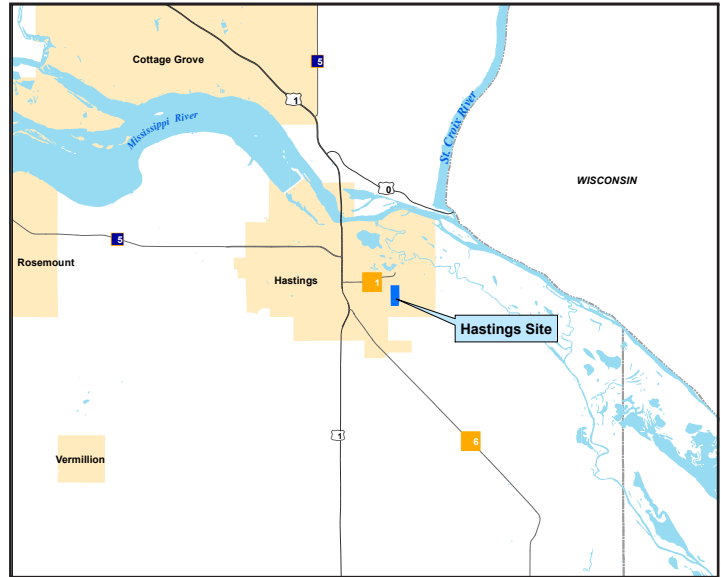 Cottage Grove
5
1
Mississippi River
St. Croix River
WISCONSIN
0
5
Rosemount
Hastings
1
Hastings Site
1
6
Vermillion